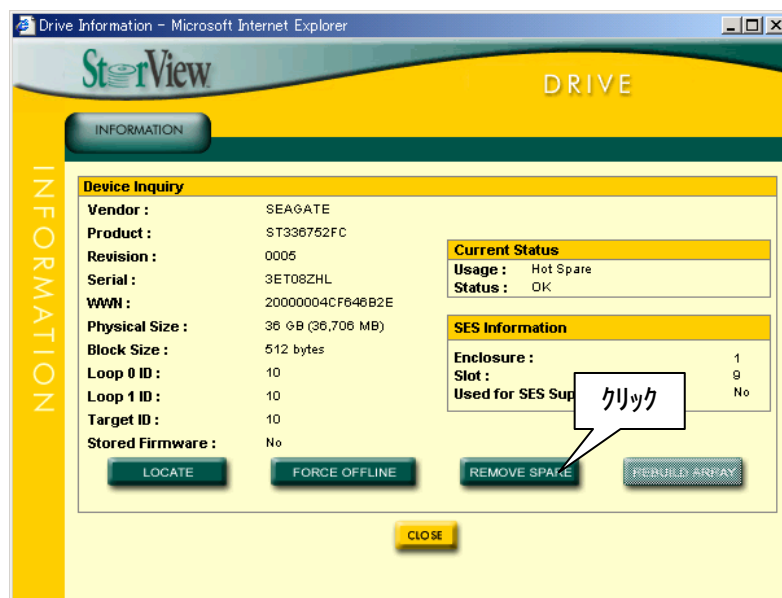 Drive Information - Microsoft Internet Explorer
StorView
DRIVE
INFORMATION
INFORMATION
Device Inquiry
Vendor : SEAGATE
Product : ST336752FC
Revision : 0005
Serial : 3ET08ZHL
WWN : 20000004CF646B2E
Physical Size : 36 GB (36,706 MB)
Block Size : 512 bytes
Loop 0 ID : 10
Loop 1 ID : 10
Target ID : 10
Stored Firmware : No
Current Status
Usage : Hot Spare
Status : OK
SES Information
Enclosure : 1
Slot : 9
Used for SES Sup No
クリック
LOCATE
FORCE OFFLINE
REMOVE SPARE
REBUILD ARRAY
CLOSE